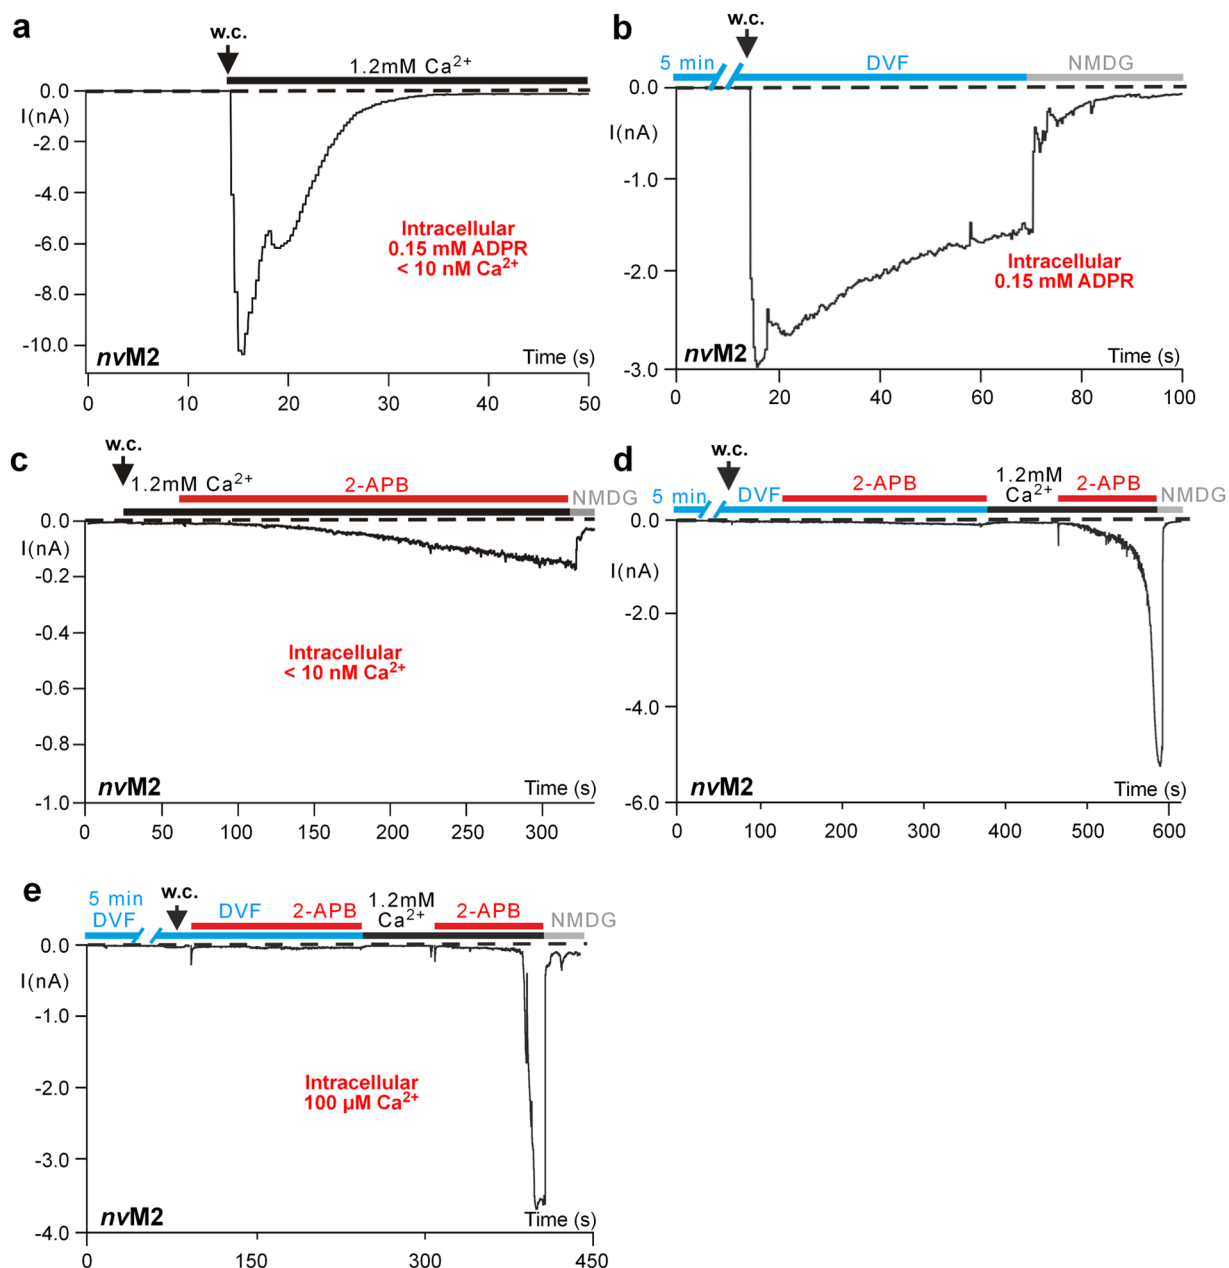 a
w.c.
1.2mM Ca²⁺
0.0
I(nA)
-2.0
-4.0
-6.0
-8.0
-10.0
Intracellular
0.15 mM ADPR
< 10 nM Ca²⁺
nvM2
Time (s)
0 10 20 30 40 50
b
w.c.
5 min DVF NMDG
0.0
I(nA)
-1.0
-2.0
-3.0
Intracellular
0.15 mM ADPR
nvM2
Time (s)
0 20 40 60 80 100
c
w.c.
1.2mM Ca²⁺ 2-APB NMDG
0.0
I(nA)
-0.2
-0.4
-0.6
-0.8
-1.0
Intracellular
< 10 nM Ca²⁺
nvM2
Time (s)
0 50 100 150 200 250 300
d
w.c.
5 min DVF 2-APB 1.2mM
Ca²⁺ 2-APB NMDG
0.0
I(nA)
-2.0
-4.0
-6.0
nvM2
Time (s)
0 100 200 300 400 500 600
e
5 min
DVF
w.c.
DVF 2-APB 1.2mM
Ca²⁺ 2-APB NMDG
0.0
I(nA)
-1.0
-2.0
-3.0
-4.0
Intracellular
100 µM Ca²⁺
nvM2
Time (s)
0 150 300 450